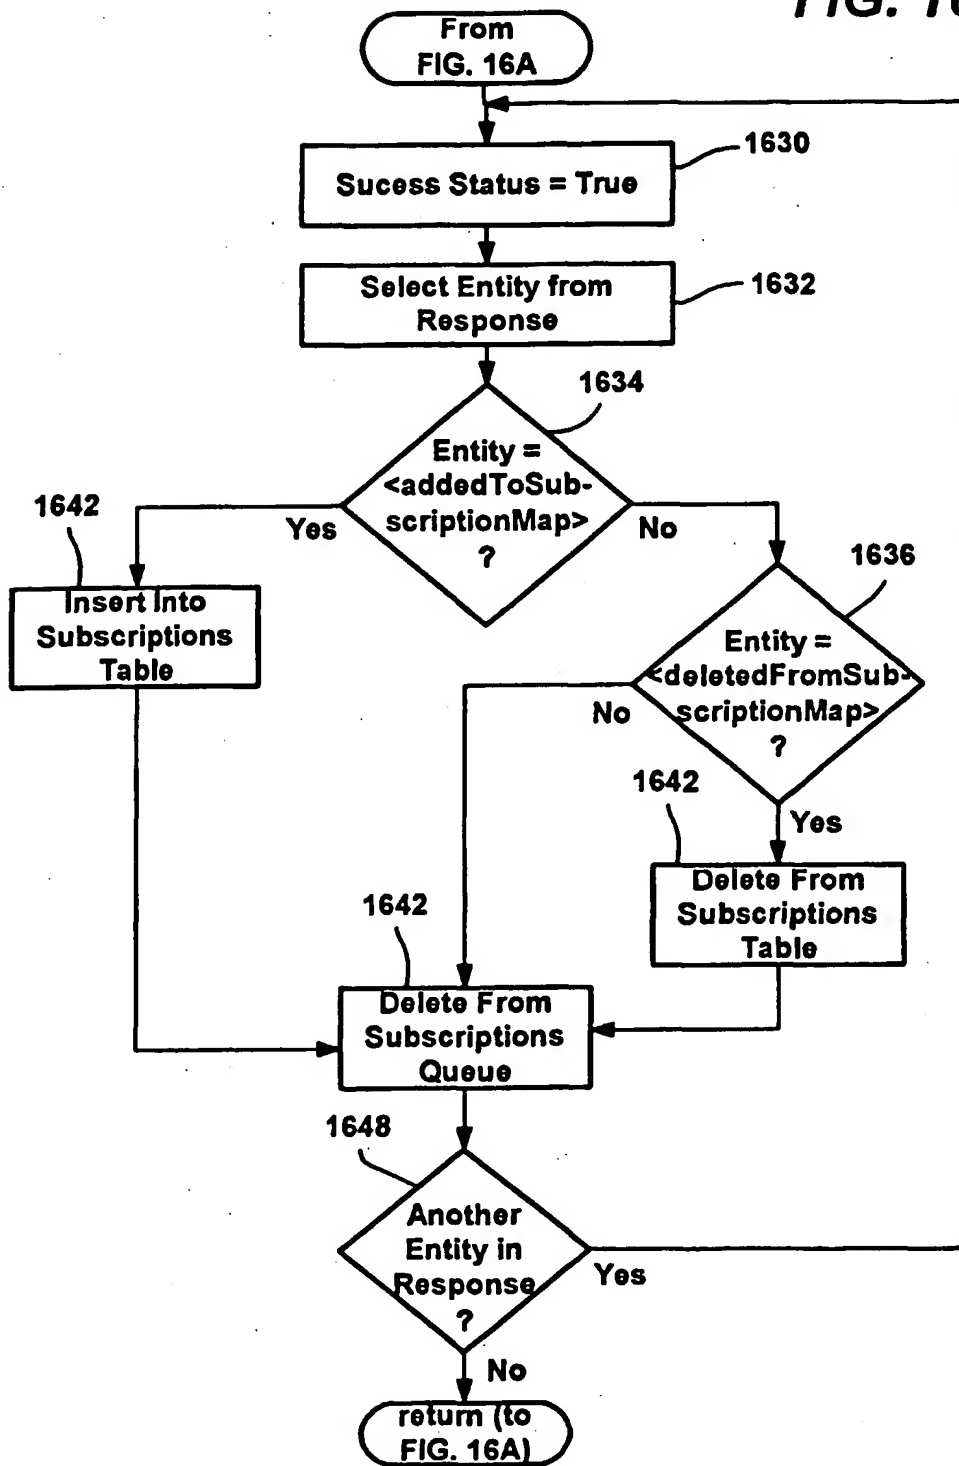 FIG. 16
From
FIG. 16A
1630
Sucess Status = True
Select Entity from
Response
1632
1634
Entity =
<addedToSub-
scriptionMap>
?
Yes
No
1642
Insert Into
Subscriptions
Table
1636
Entity =
<deletedFromSub-
scriptionMap>
?
No
Yes
1642
Delete From
Subscriptions
Table
1642
Delete From
Subscriptions
Queue
1648
Another
Entity in
Response
?
Yes
No
return (to
FIG. 16A)